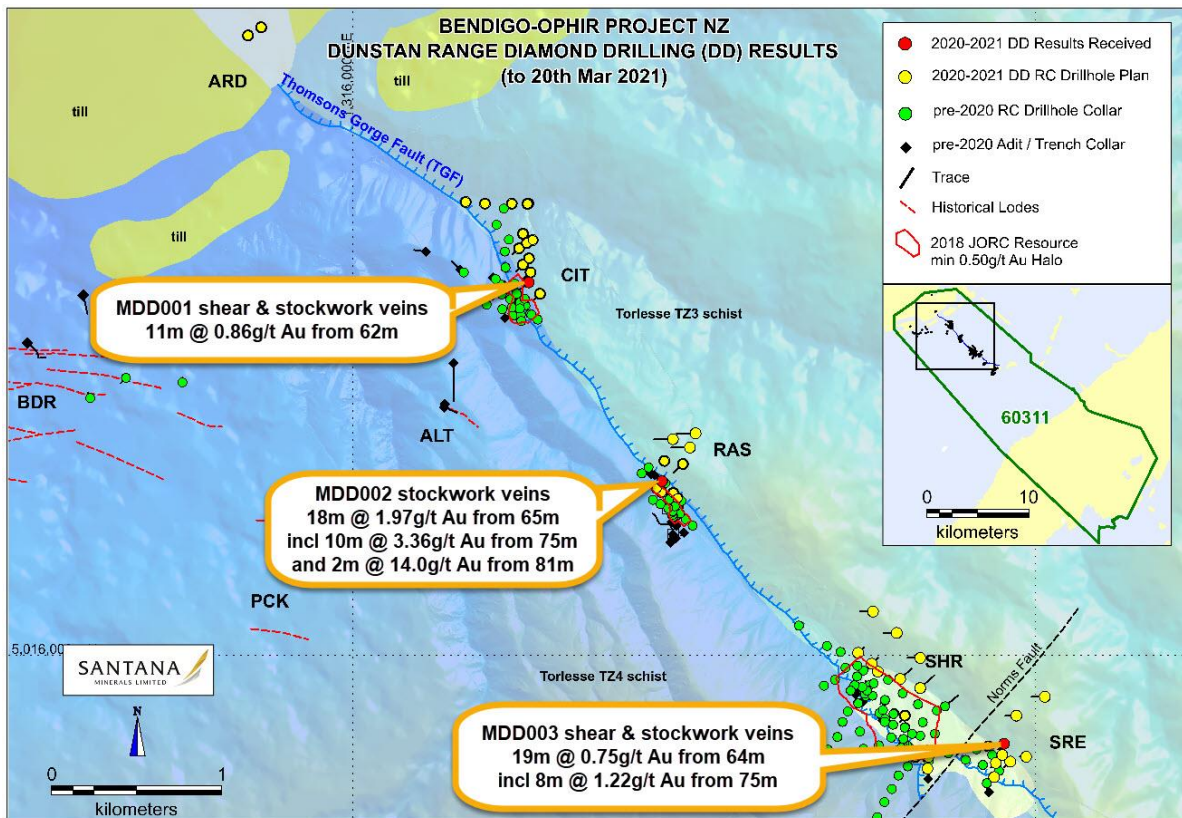 BENDIGO-OPHIR PROJECT NZ
DUNSTAN RANGE DIAMOND DRILLING (DD) RESULTS
(to 20th Mar 2021)
ARD
till
till
till
1,316,000E
Thomsons Gorge Fault (TGF)
2020-2021 DD Results Received
2020-2021 DD RC Drillhole Plan
pre-2020 RC Drillhole Collar
pre-2020 Adit / Trench Collar
Trace
Historical Lodes
2018 JORC Resource
min 0.50g/t Au Halo
CIT
MDD001 shear & stockwork veins
11m @ 0.86g/t Au from 62m
Torlesse TZ3 schist
BDR
ALT
RAS
60311
0 10
kilometers
MDD002 stockwork veins
18m @ 1.97g/t Au from 65m
incl 10m @ 3.36g/t Au from 75m
and 2m @ 14.0g/t Au from 81m
PCK
5,016,00
SANTANA
MINERALS LIMITED
Torlesse TZ4 schist
SHR
Norms Fault
SRE
N
MDD003 shear & stockwork veins
19m @ 0.75g/t Au from 64m
incl 8m @ 1.22g/t Au from 75m
0 1
kilometers